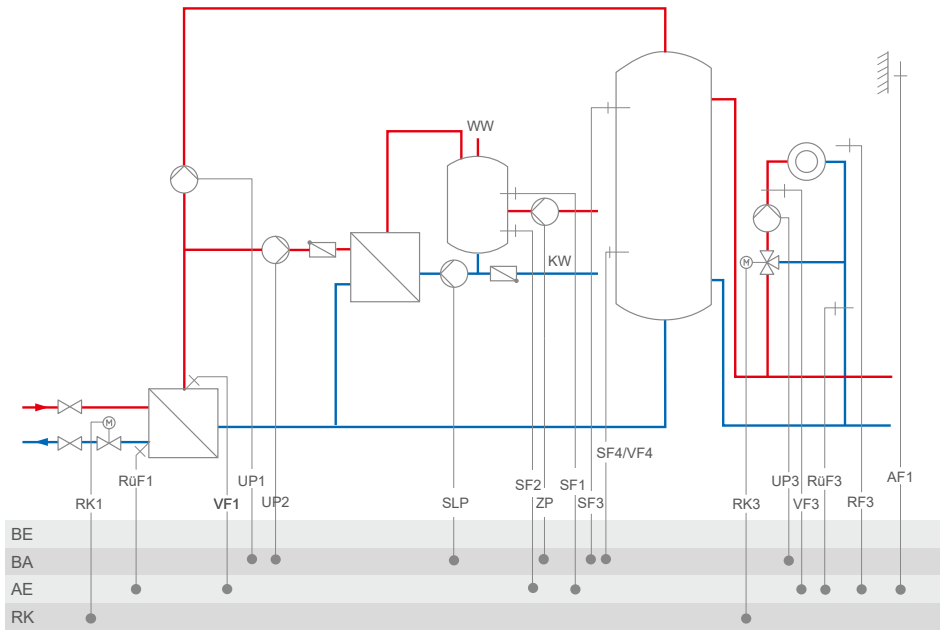 WW
KW
M
M
SF4/VF4
RüF1
UP1
SF2
SF1
UP3
RüF3
AF1
RK1
VF1
UP2
SLP
ZP
SF3
RK3
VF3
RF3
BE
BA
AE
RK